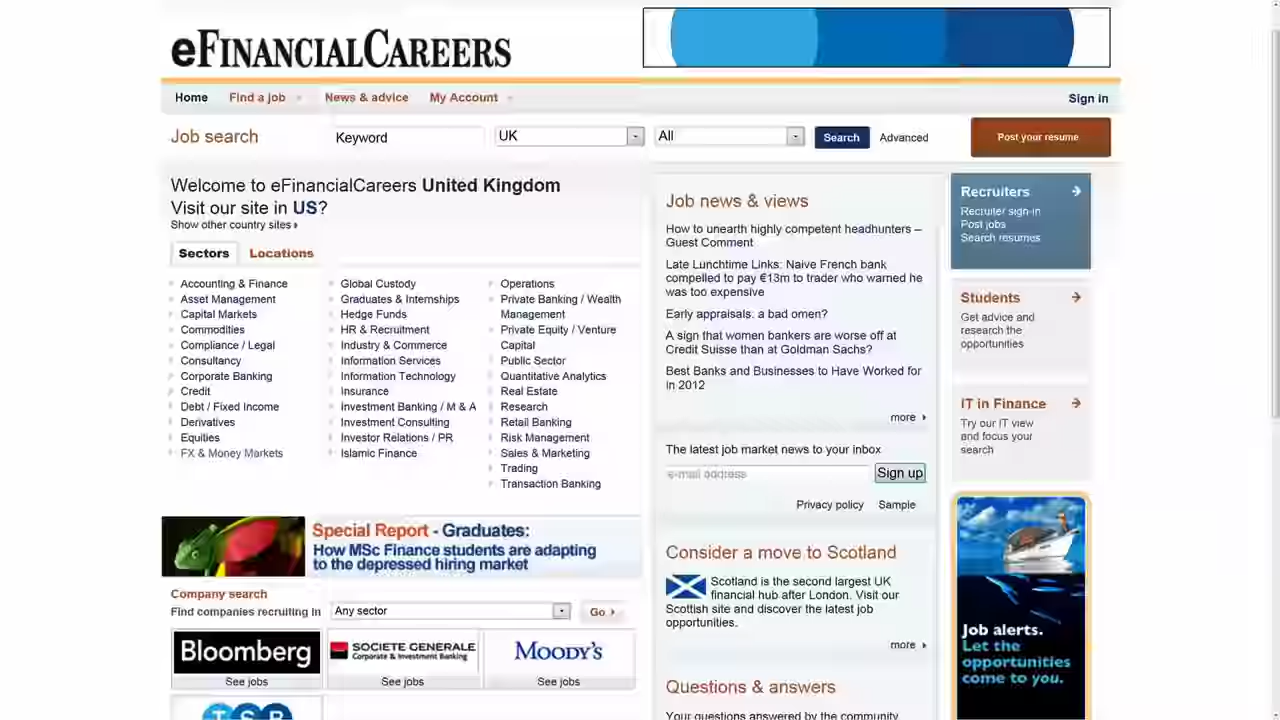 eFINANCIALCAREERS
Home
Find a job
News & advice
My Account
Sign in
Job search
Keyword
UK
All
Search
Advanced
Post your resume
Welcome to eFinancialCareers United Kingdom
Visit our site in US?
Show other country sites
Sectors
Locations
Accounting & Finance
Asset Management
Capital Markets
Commodities
Compliance / Legal
Consultancy
Corporate Banking
Credit
Debt / Fixed Income
Derivatives
Equities
FX & Money Markets
Global Custody
Graduates & Internships
Hedge Funds
HR & Recruitment
Industry & Commerce
Information Services
Information Technology
Insurance
Investment Banking / M & A
Investment Consulting
Investor Relations / PR
Islamic Finance
Operations
Private Banking / Wealth
Management
Private Equity / Venture
Capital
Public Sector
Quantitative Analytics
Real Estate
Research
Retail Banking
Risk Management
Sales & Marketing
Trading
Transaction Banking
Special Report - Graduates:
How MSc Finance students are adapting
to the depressed hiring market
Company search
Find companies recruiting in
Any sector
Go
Bloomberg
See jobs
SOCIETE GENERALE
Corporate & Investment Banking
See jobs
MOODY'S
See jobs
TSR
Job news & views
How to unearth highly competent headhunters –
Guest Comment
Late Lunchtime Links: Naive French bank
compelled to pay €13m to trader who warned he
was too expensive
Early appraisals: a bad omen?
A sign that women bankers are worse off at
Credit Suisse than at Goldman Sachs?
Best Banks and Businesses to Have Worked for
in 2012
more
The latest job market news to your inbox
e-mail address
Sign up
Privacy policy
Sample
Consider a move to Scotland
Scotland is the second largest UK
financial hub after London. Visit our
Scottish site and discover the latest job
opportunities.
more
Questions & answers
Your questions answered by the community
Recruiters
Recruiter sign-in
Post jobs
Search resumes
Students
Get advice and
research the
opportunities
IT in Finance
Try our IT view
and focus your
search
Job alerts.
Let the
opportunities
come to you.